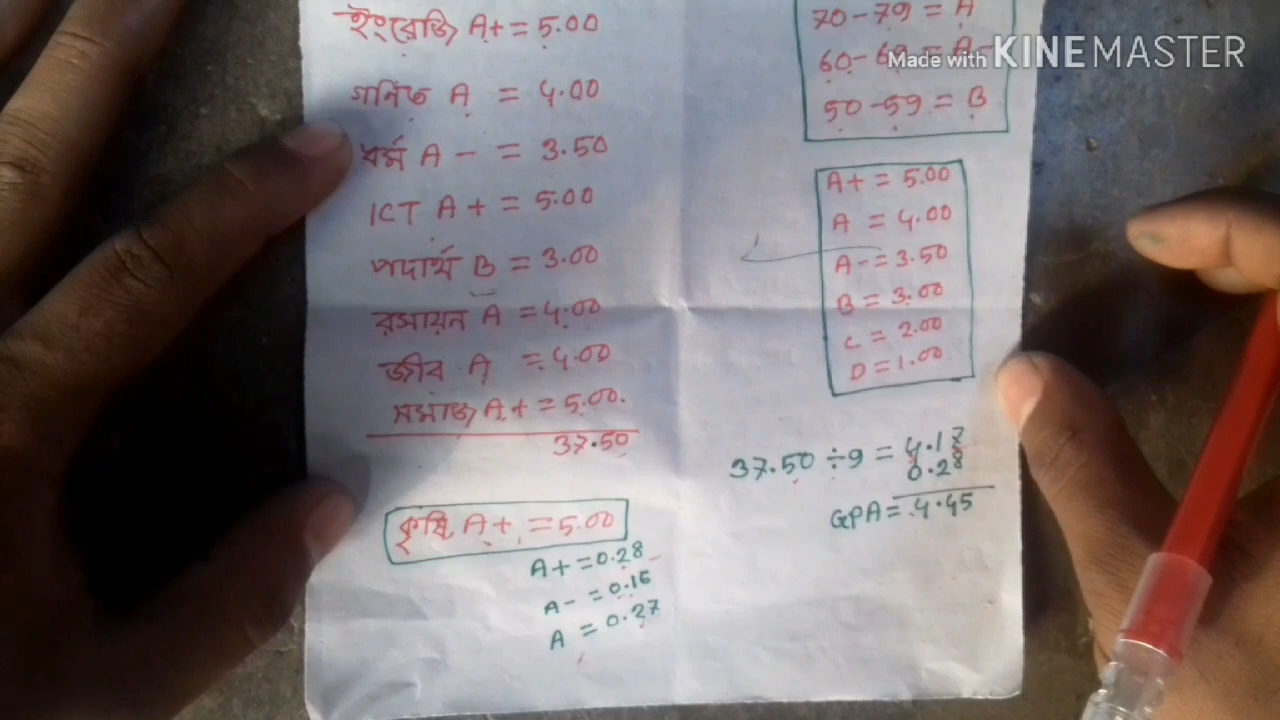 ইংরেজি A+ = 5.00
গনিত A = 4.00
ধর্ম A- = 3.50
ICT A+ = 5.00
পদার্থ B = 3.00
রসায়ন A = 4.00
জীব A = 4.00
সমাজ A+ = 5.00.
37.50
কৃষি A+ = 5.00
A+ = 0.28
A- = 0.16
A = 0.27
70-79 = A
60-69 = A-
Made with KINEMASTER
50-59 = B
A+ = 5.00
A = 4.00
A- = 3.50
B = 3.00
C = 2.00
D = 1.00
37.50 ÷ 9 = 4.17
0.28
GPA = 4.45